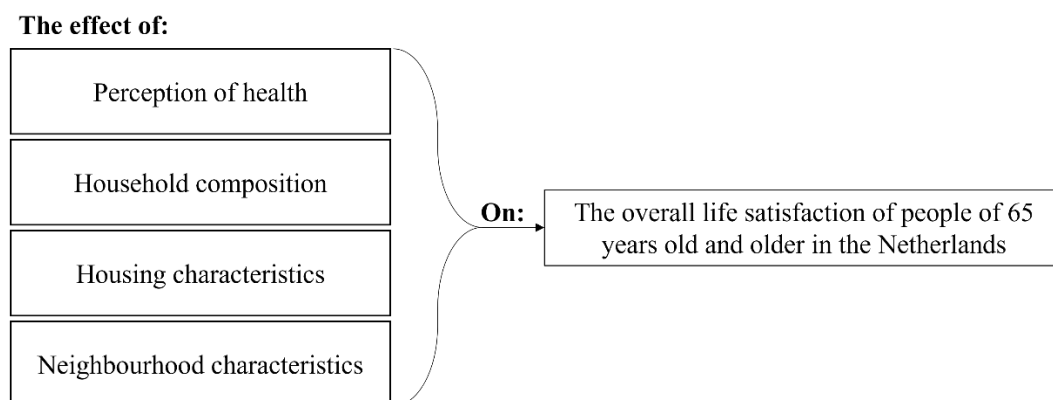 The effect of:
Perception of health
Household composition
Housing characteristics
Neighbourhood characteristics
On:
The overall life satisfaction of people of 65
years old and older in the Netherlands